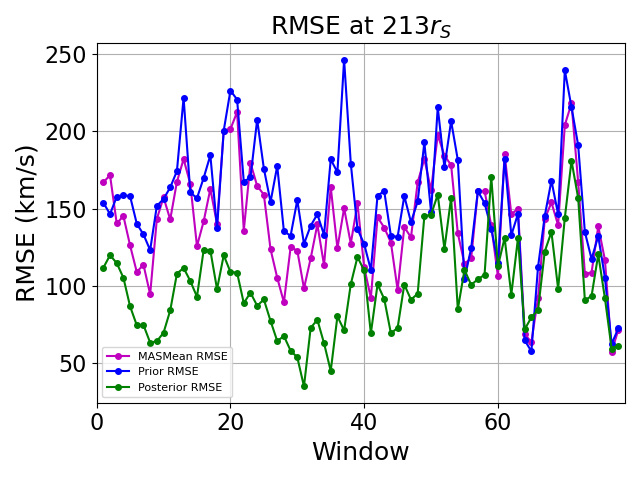 RMSE at 213r_S
RMSE (km/s)
250
200
150
100
50
MASMean RMSE
Prior RMSE
Posterior RMSE
0 20 40 60
Window